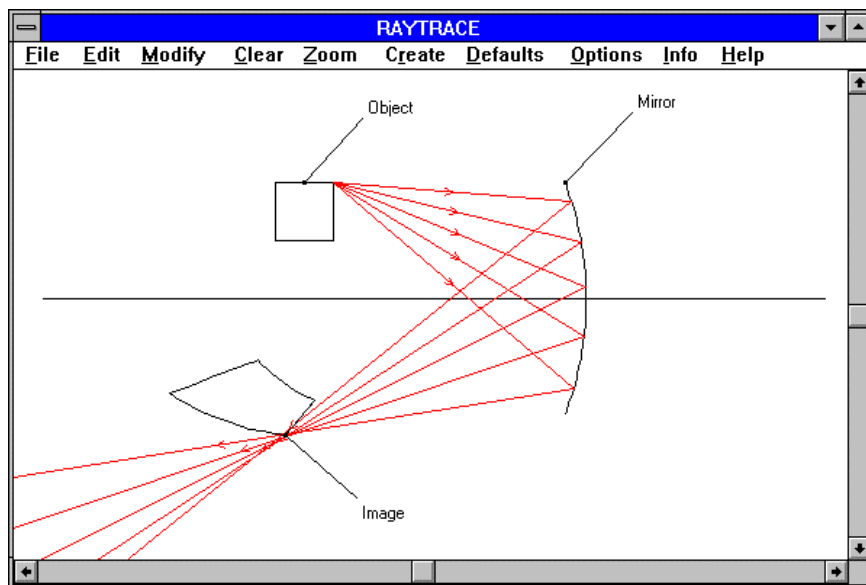 RAYTRACE
File Edit Modify Clear Zoom Create Defaults Options Info Help
Object
Mirror
Image